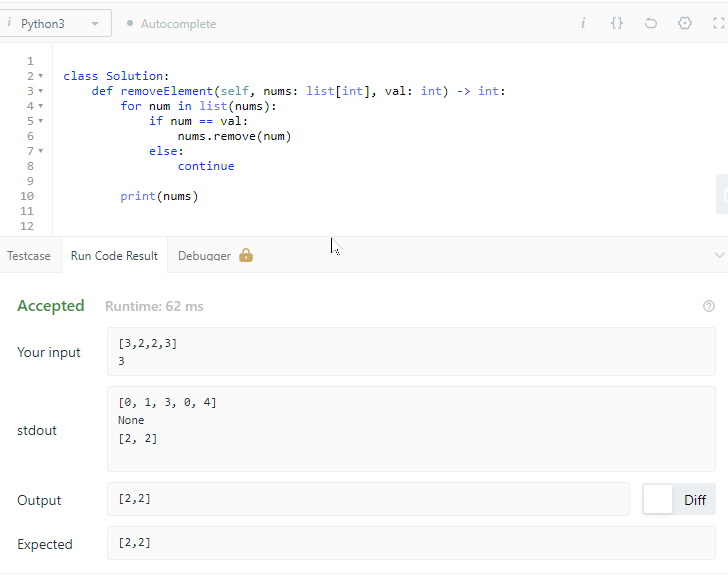 i Python3 Autocomplete i {}
1
2 class Solution:
3     def removeElement(self, nums: list[int], val: int) -> int:
4         for num in list(nums):
5             if num == val:
6                 nums.remove(num)
7             else:
8                 continue
9
10         print(nums)
11
12
Testcase Run Code Result Debugger
Accepted Runtime: 62 ms ?
Your input
[3,2,2,3]
3
stdout
[0, 1, 3, 0, 4]
None
[2, 2]
Output [2,2] Diff
Expected [2,2]